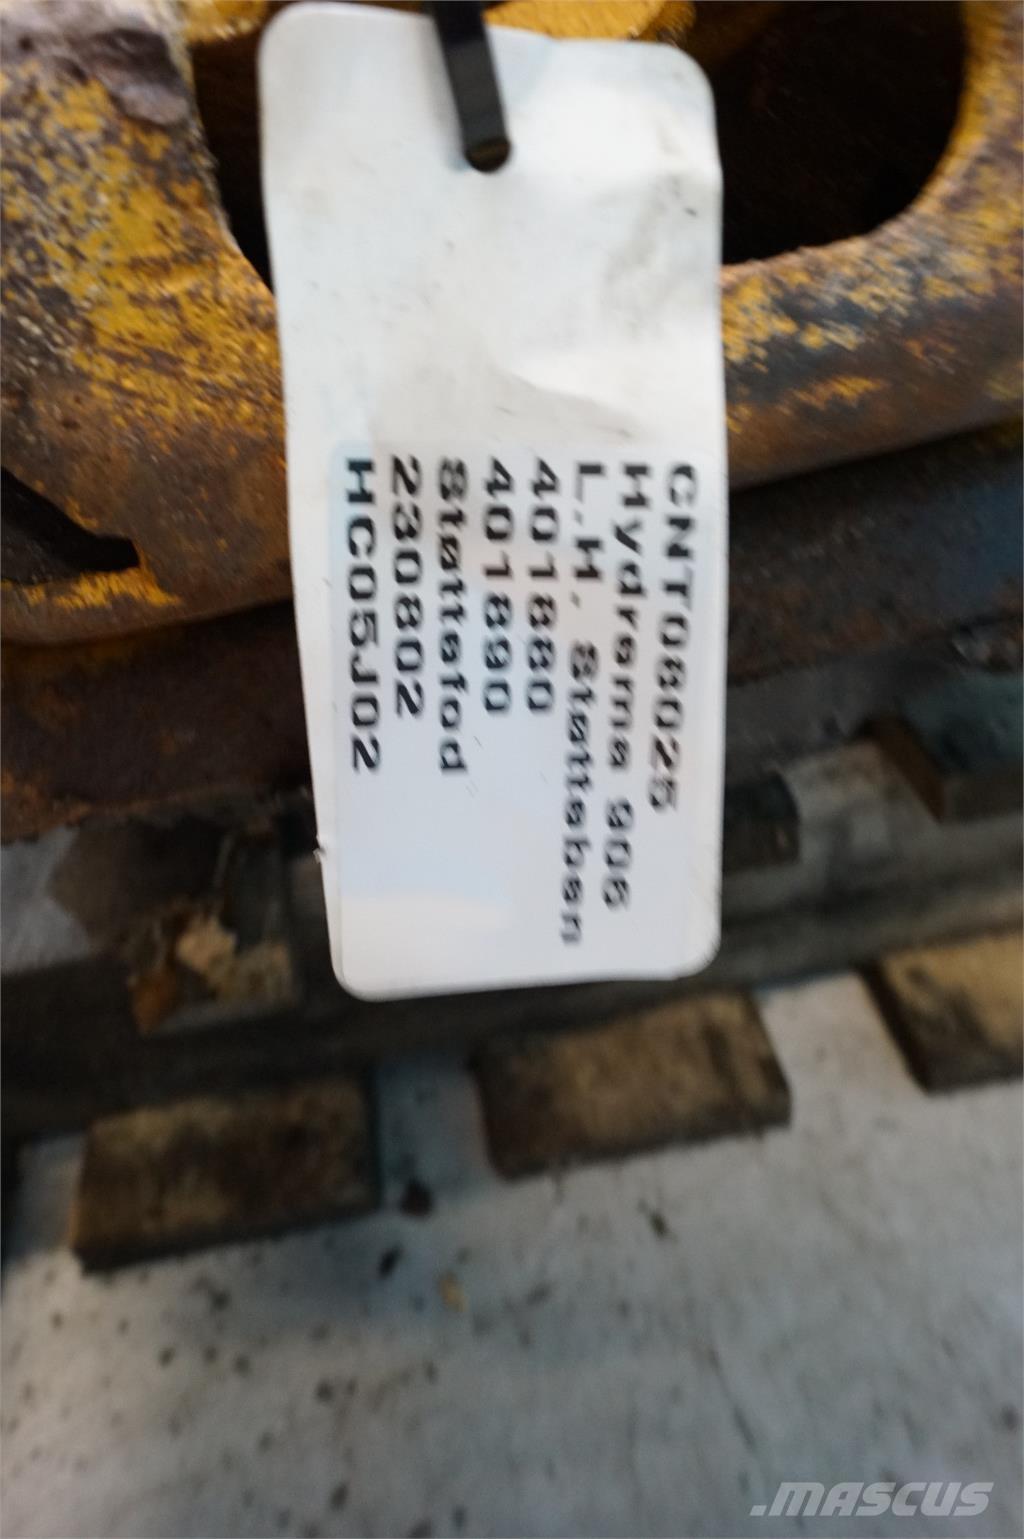 CNT08025
Hydrema 906
L.H. Støtteben
401880
401890
Støttefod
230802
HC05J02
.MASCUS